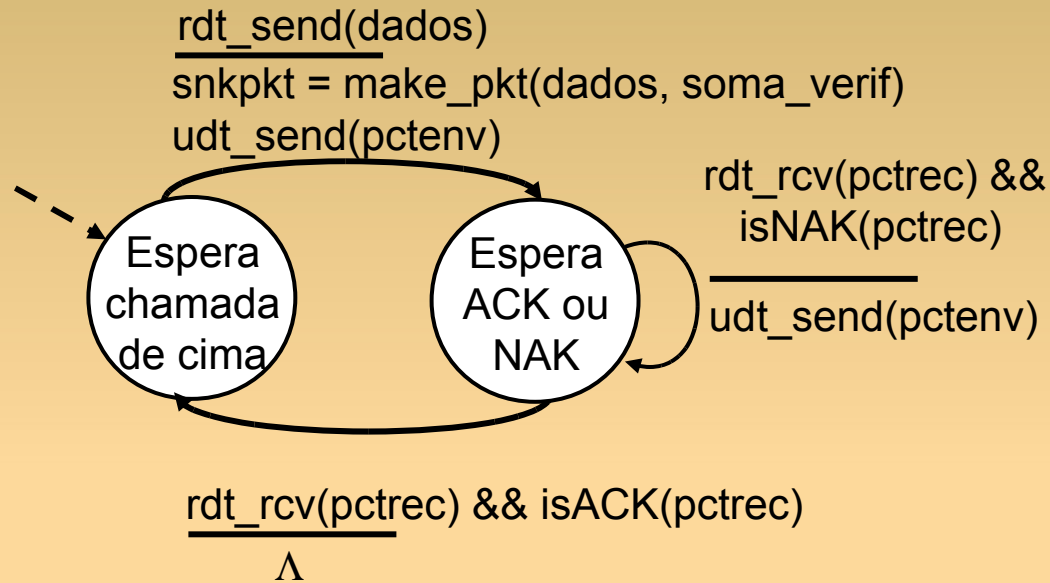 rdt_send(dados)
snkpkt = make_pkt(dados, soma_verif)
udt_send(pctenv)
Espera
chamada
de cima
Espera
ACK ou
NAK
rdt_rcv(pctrec) &&
isNAK(pctrec)
udt_send(pctenv)
rdt_rcv(pctrec) && isACK(pctrec)
Λ